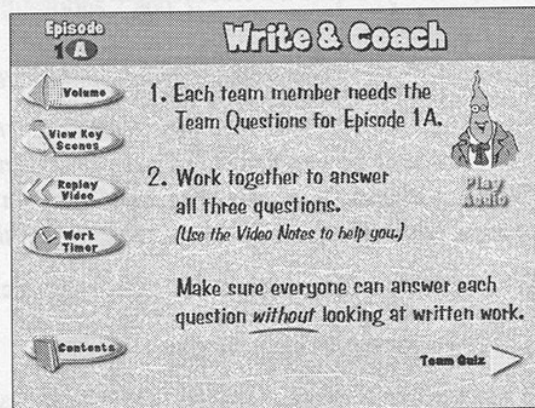 Episode
1 A
Write & Coach
Volume
View Key
Scenes
Replay
Video
Work
Timer
Contents
1. Each team member needs the
Team Questions for Episode 1A.
2. Work together to answer
all three questions.
(Use the Video Notes to help you.)
Make sure everyone can answer each
question without looking at written work.
Play
Audio
Team Quiz